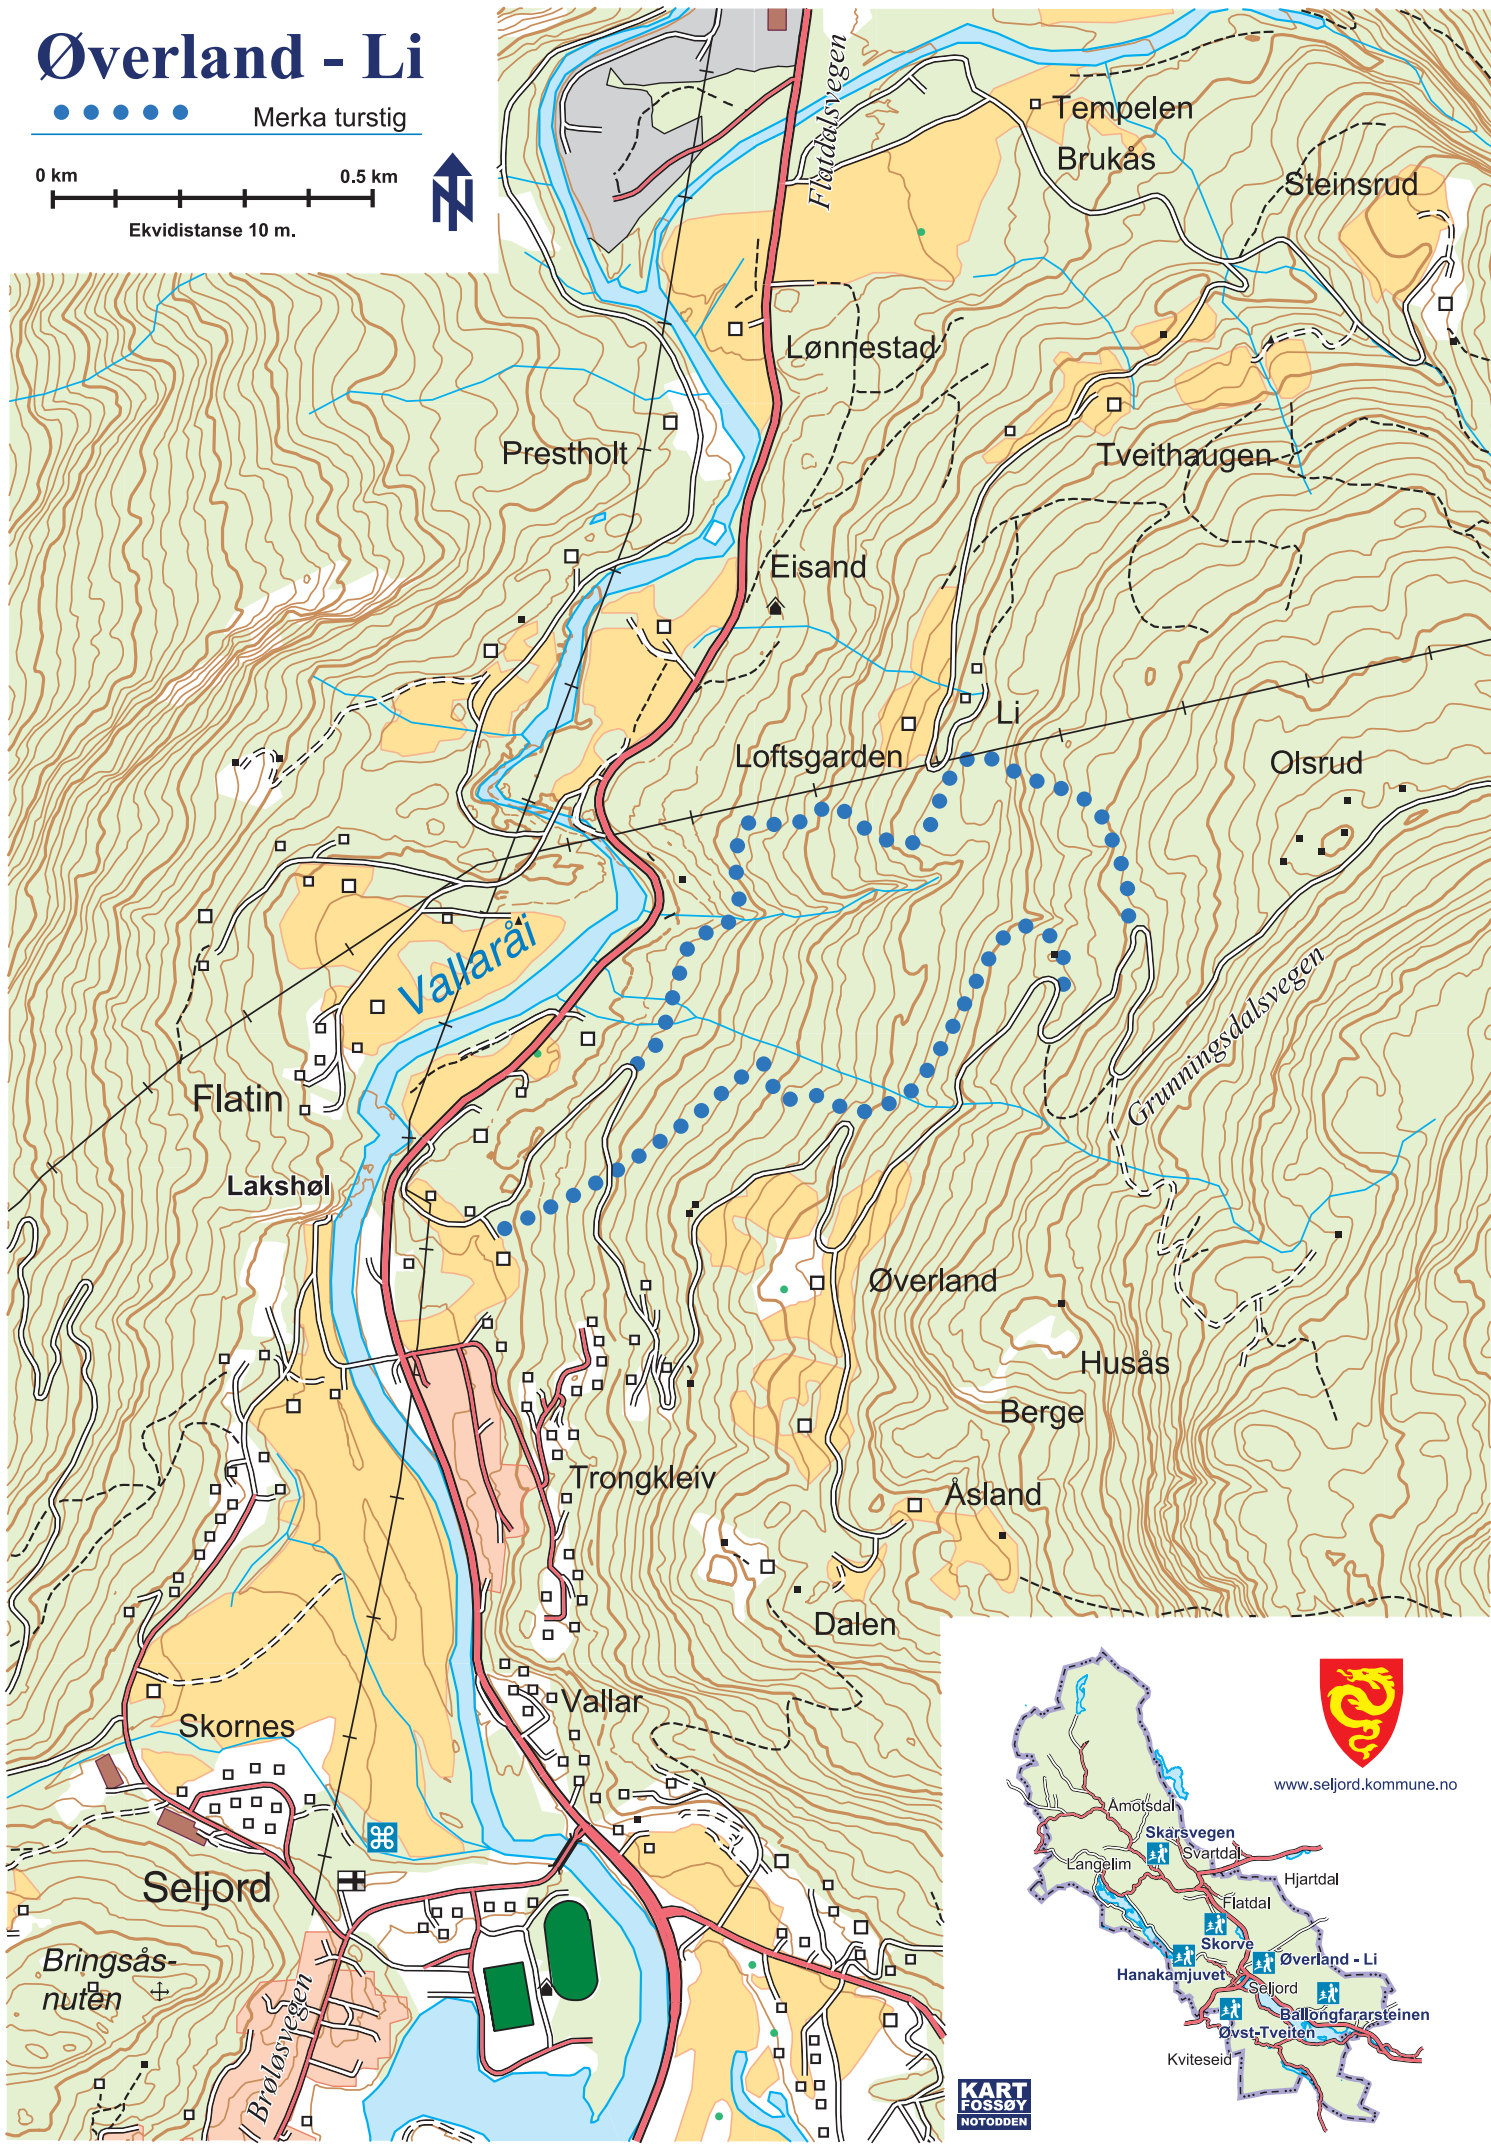 Øverland - Li
Merka turstig
0 km 0.5 km
Ekvidistanse 10 m.
N
Flatdalsvegen
Tempelen
Brukås
Steinsrud
Lønnestad
Prestholt
Tveithaugen
Eisand
Li
Loftsgarden
Olsrud
Vallaråi
Grunningsdalsvegen
Flatin
Lakshøl
Øverland
Husås
Berge
Trongkleiv
Åsland
Dalen
Vallar
Skornes
Seljord
Bringsås-
nuten
Brøløsvegen
www.seljord.kommune.no
Åmotsdal
Skarsvegen
Svartdal
Langelim
Hjartdal
Flatdal
Skorve
Øverland - Li
Hanakamjuvet
Seljord
Ballongfararsteinen
Øvst-Tveiten
Kviteseid
KART
FOSSØY
NOTODDEN